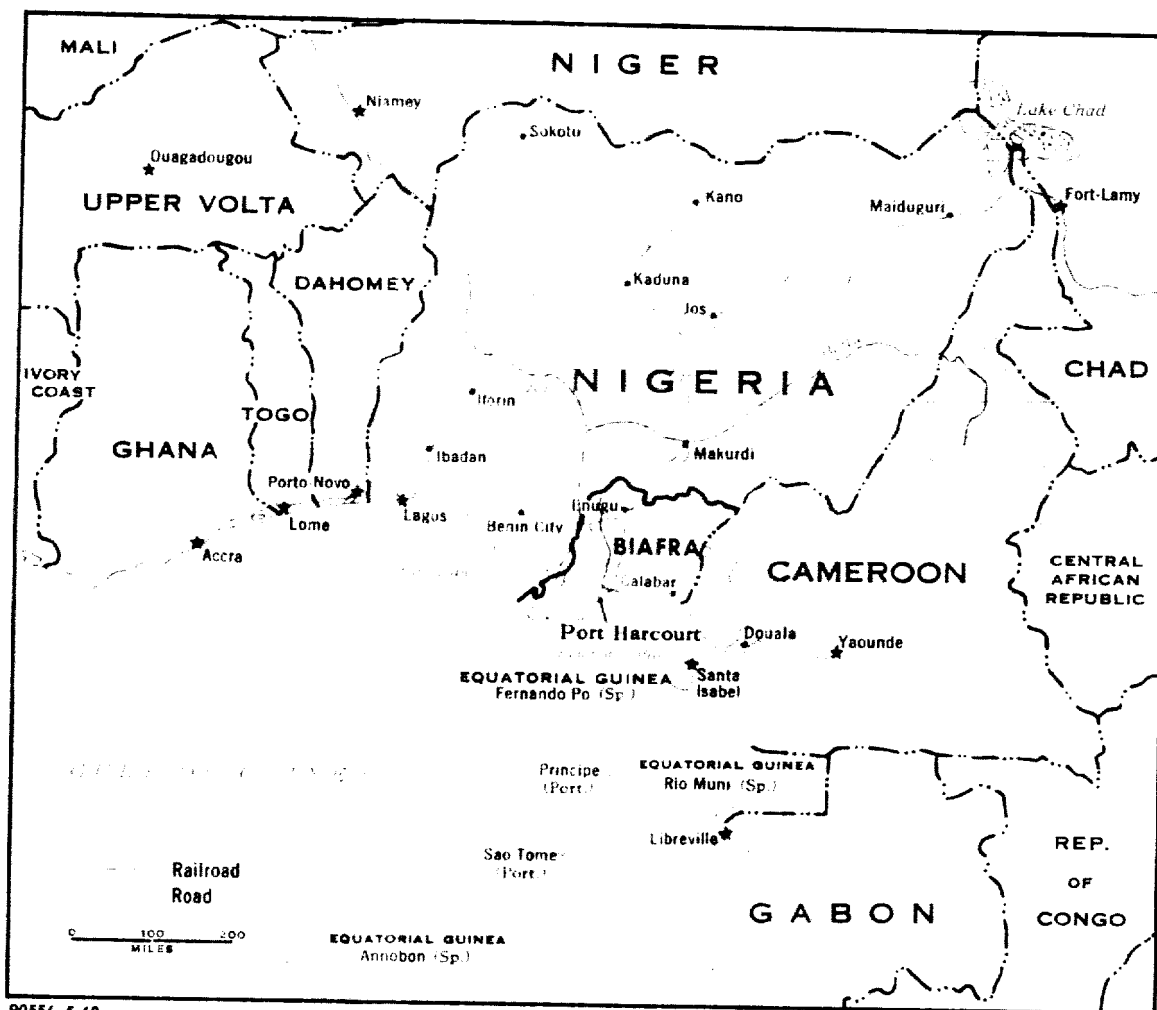 MALI
NIGER
Niamey
Sokoto
Lake Chad
Ouagadougou
UPPER VOLTA
Kano
Maiduguri
Fort-Lamy
DAHOMEY
Kaduna
Jos
IVORY
COAST
NIGERIA
CHAD
TOGO
Ilorin
GHANA
Ibadan
Makurdi
Porto-Novo
Lome
Lagos
Benin City
Enugu
Accra
BIAFRA
Calabar
CAMEROON
CENTRAL
AFRICAN
REPUBLIC
Port Harcourt
Douala
Yaounde
EQUATORIAL GUINEA
Fernando Po (Sp.)
Santa
Isabel
Principe
(Port.)
EQUATORIAL GUINEA
Rio Muni (Sp.)
Libreville
Sao Tome
(Port.)
REP.
OF
CONGO
Railroad
Road
GABON
0 100 200
MILES
EQUATORIAL GUINEA
Annobon (Sp.)